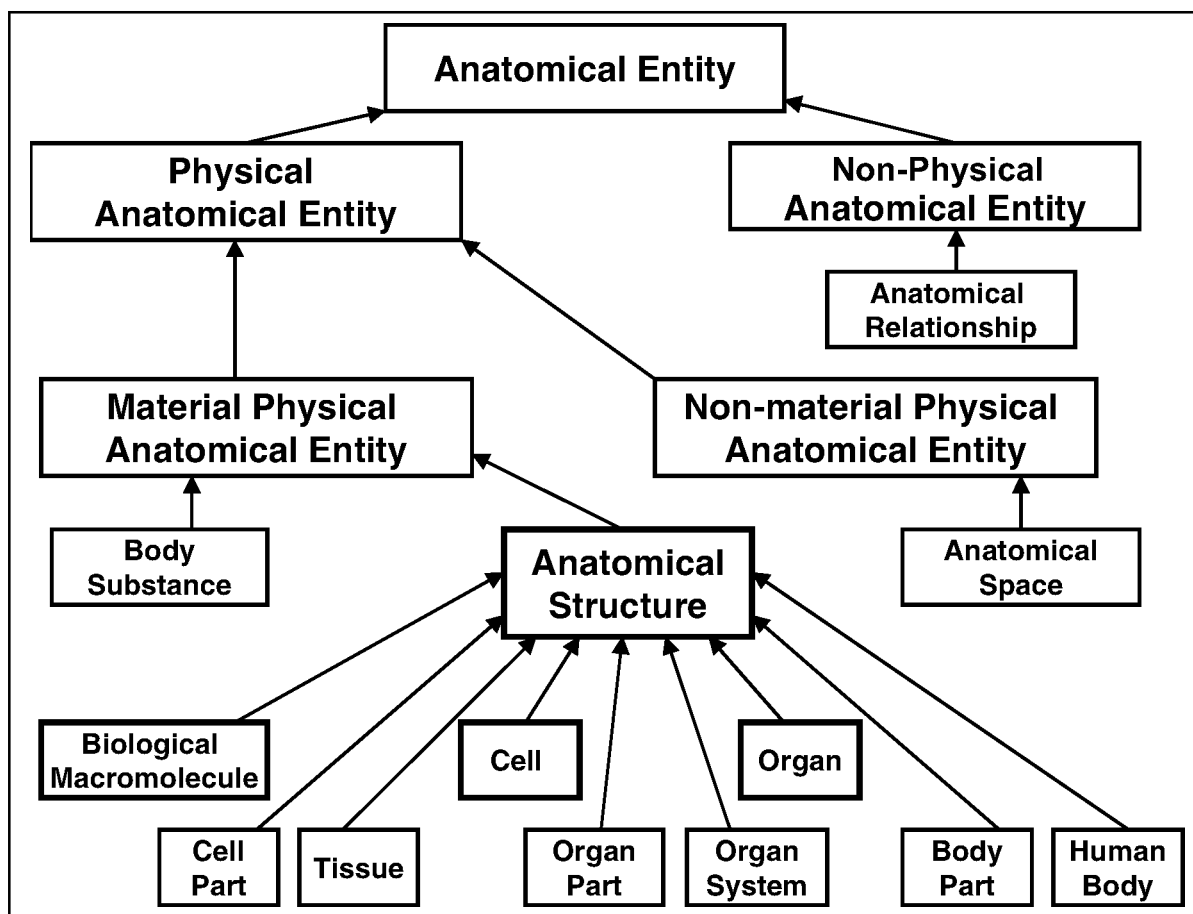 Anatomical Entity
Physical
Anatomical Entity
Non-Physical
Anatomical Entity
Anatomical
Relationship
Material Physical
Anatomical Entity
Non-material Physical
Anatomical Entity
Body
Substance
Anatomical
Structure
Anatomical
Space
Biological
Macromolecule
Cell
Organ
Cell
Part
Tissue
Organ
Part
Organ
System
Body
Part
Human
Body